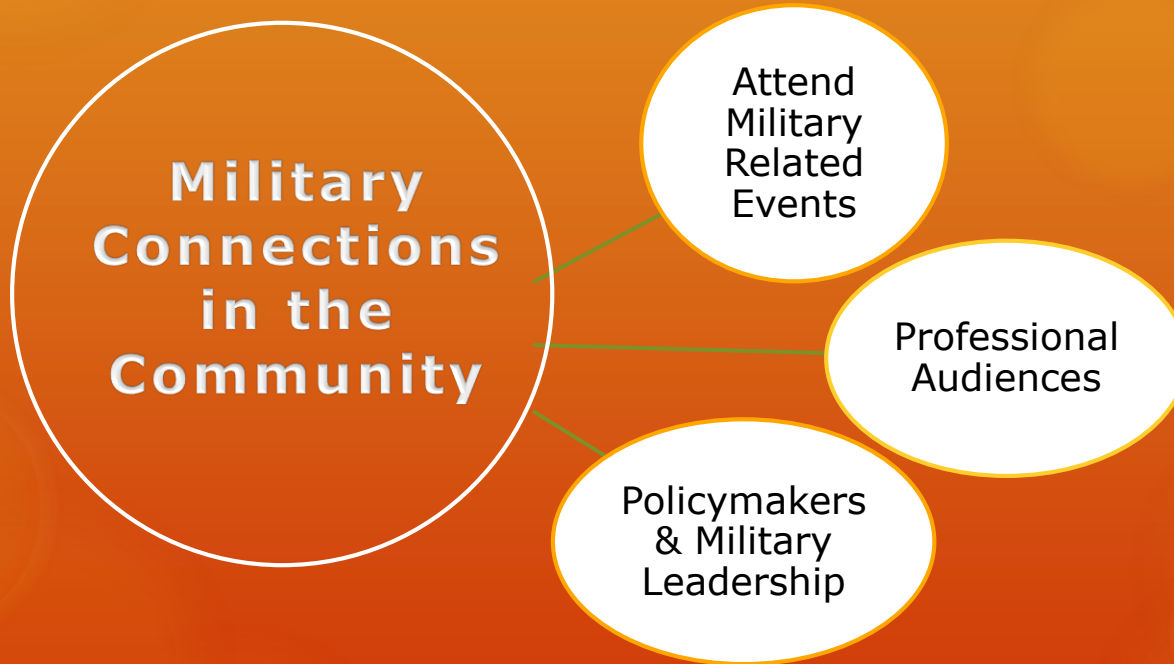 Military
Connections
in the
Community
Attend
Military
Related
Events
Professional
Audiences
Policymakers
& Military
Leadership